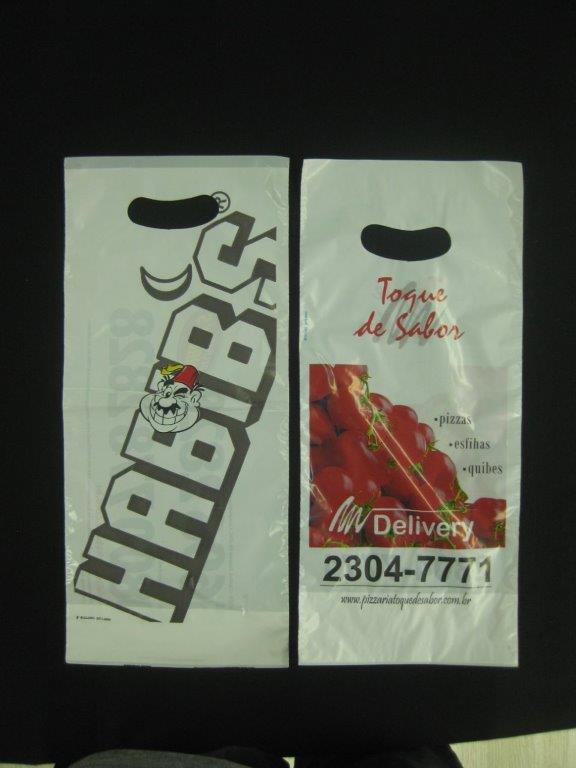 HABIB'S
®
Toque
de Sabor
•pizzas
•esfihas
•quibes
Delivery
2304-7771
www.pizzariatoquedesabor.com.br